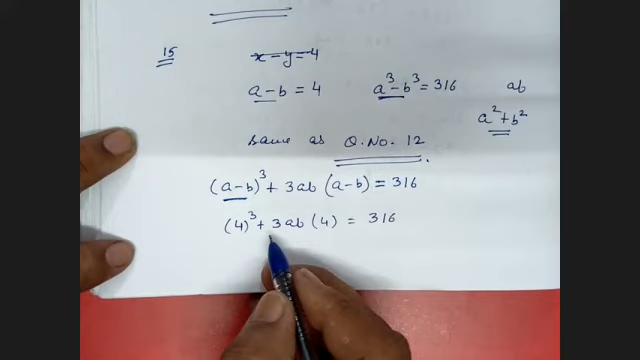 15 x-y=4
a-b = 4 a³-b³=316 ab
a²+b²
same as Q.No. 12.
(a-b)³ + 3ab (a-b) = 316
(4)³ + 3ab (4) = 316